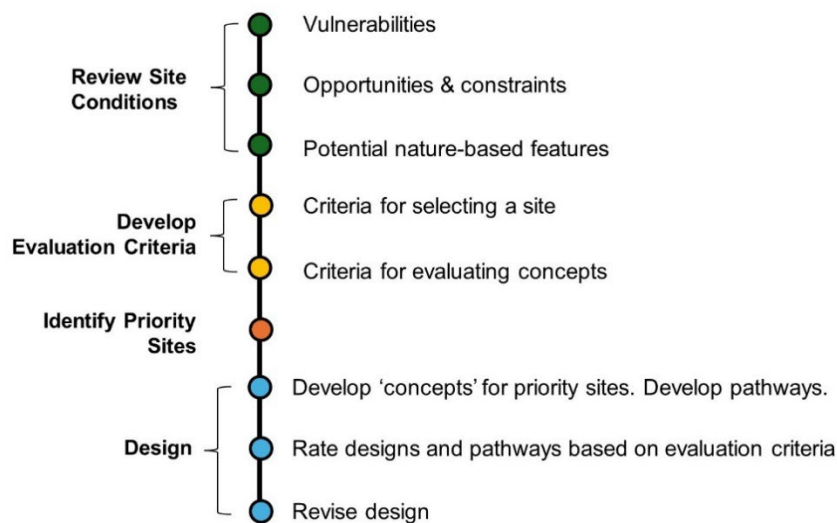 Vulnerabilities
Review Site
Conditions
Opportunities & constraints
Potential nature-based features
Develop
Evaluation Criteria
Criteria for selecting a site
Criteria for evaluating concepts
Identify Priority
Sites
Develop ‘concepts’ for priority sites. Develop pathways.
Design
Rate designs and pathways based on evaluation criteria
Revise design